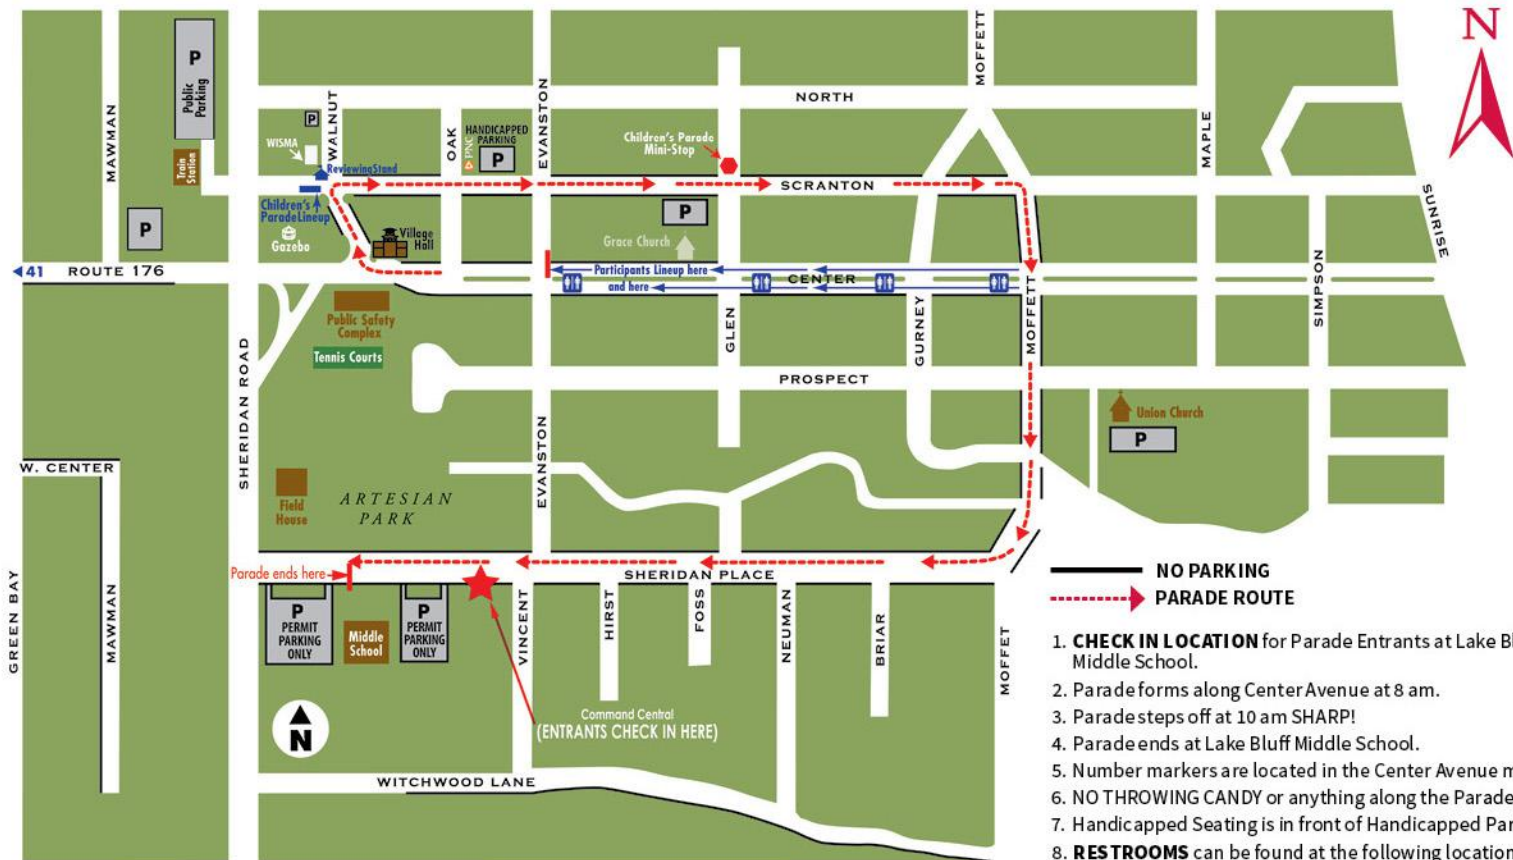 N
MOFFETT
P
Public
Parking
MAWMAN
WALNUT
P
WISMA
OAK
PNC
HANDICAPPED
PARKING
P
EVANSTON
NORTH
Children's Parade
Mini-Stop
MAPLE
Train
Station
Reviewing Stand
SCRANTON
SUNRISE
Children's
Parade Lineup
P
Gazebo
Village
Hall
P
Grace Church
41
ROUTE 176
Participants Lineup here
and here
CENTER
SIMPSON
MOFFETT
GURNEY
GLEN
Public Safety
Complex
Tennis Courts
SHERIDAN ROAD
PROSPECT
Union Church
P
W. CENTER
EVANSTON
Field
House
ARTESIAN
PARK
Parade ends here
SHERIDAN PLACE
GREEN BAY
MAWMAN
P
PERMIT
PARKING
ONLY
Middle
School
P
PERMIT
PARKING
ONLY
VINCENT
HIRST
FOSS
NEUMAN
BRIAR
MOFFET
N
Command Central
(ENTRANTS CHECK IN HERE)
WITCHWOOD LANE
NO PARKING
PARADE ROUTE
1. CHECK IN LOCATION for Parade Entrants at Lake Bl
Middle School.
2. Parade forms along Center Avenue at 8 am.
3. Parade steps off at 10 am SHARP!
4. Parade ends at Lake Bluff Middle School.
5. Number markers are located in the Center Avenue m
6. NO THROWING CANDY or anything along the Parade
7. Handicapped Seating is in front of Handicapped Par
8. RESTROOMS can be found at the following location